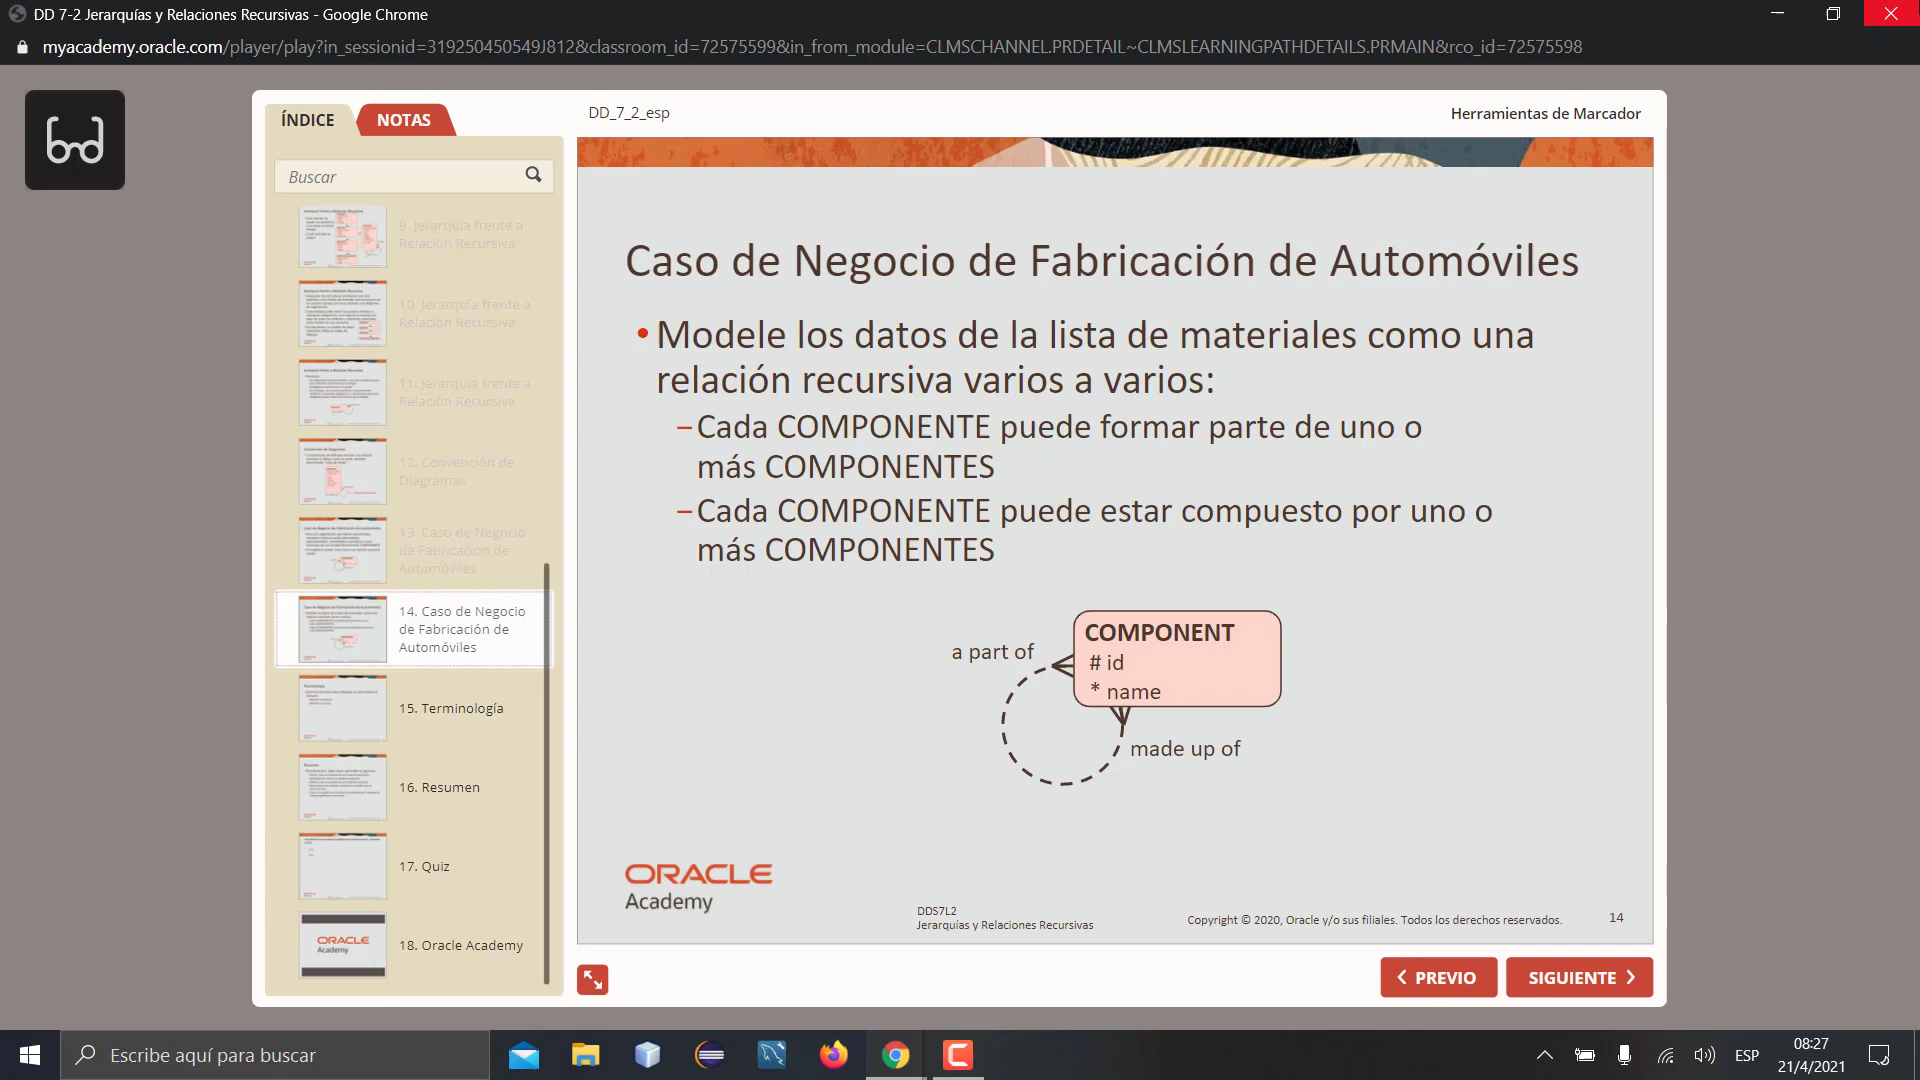 DD 7-2 Jerarquías y Relaciones Recursivas - Google Chrome
myacademy.oracle.com/player/play?in_sessionid=319250450549J812&classroom_id=72575599&in_from_module=CLMSCHANNEL.PRDETAIL~CLMSLEARNINGPATHDETAILS.PRMAIN&rco_id=72575598
ÍNDICE
NOTAS
DD_7_2_esp
Herramientas de Marcador
Buscar
9. Jerarquía frente a
Relación Recursiva
10. Jerarquía frente a
Relación Recursiva
11. Jerarquía frente a
Relación Recursiva
12. Convención de
Diagramas
13. Caso de Negocio
de Fabricación de
Automóviles
14. Caso de Negocio
de Fabricación de
Automóviles
15. Terminología
16. Resumen
17. Quiz
ORACLE
Academy
18. Oracle Academy
Caso de Negocio de Fabricación de Automóviles
• Modele los datos de la lista de materiales como una
relación recursiva varios a varios:
– Cada COMPONENTE puede formar parte de uno o
más COMPONENTES
– Cada COMPONENTE puede estar compuesto por uno o
más COMPONENTES
a part of
COMPONENT
# id
* name
made up of
ORACLE
Academy
DDS7L2
Jerarquías y Relaciones Recursivas
Copyright © 2020, Oracle y/o sus filiales. Todos los derechos reservados.
14
PREVIO
SIGUIENTE
Escribe aquí para buscar
ESP
08:27
21/4/2021